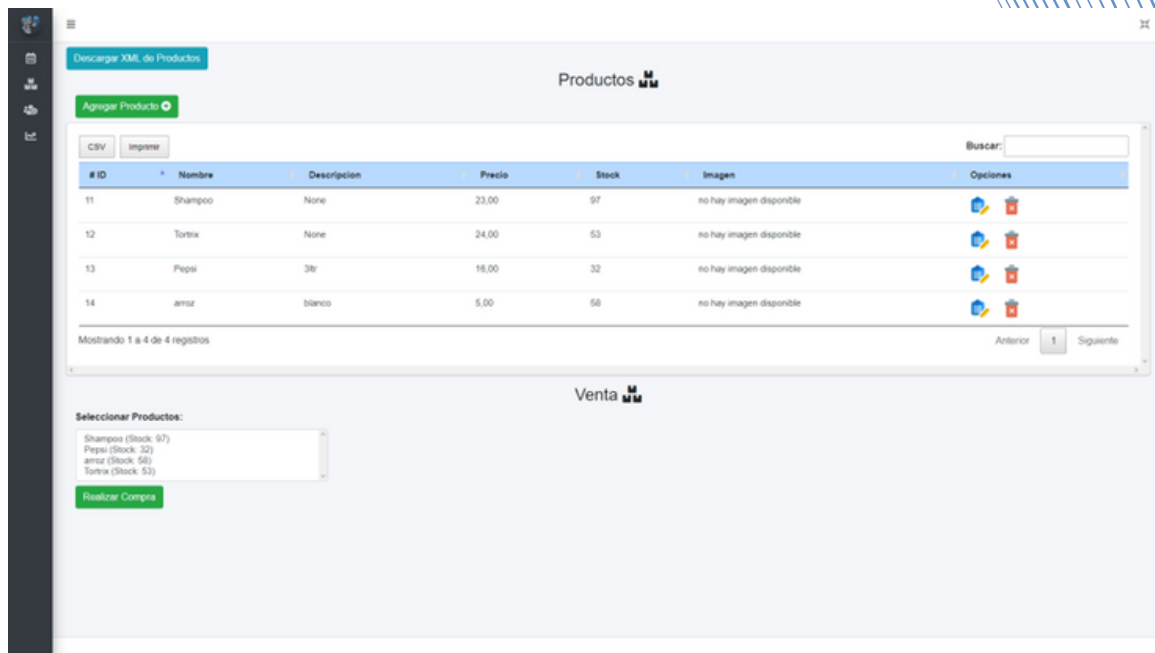 Descargar XML de Productos
Productos
Agregar Producto
CSV Imprimir Buscar:
# ID Nombre Descripcion Precio Stock Imagen Opciones
11 Shampoo None 23,00 97 no hay imagen disponible
12 Tortrix None 24,00 53 no hay imagen disponible
13 Pepsi 3ltr 16,00 32 no hay imagen disponible
14 arroz blanco 5,00 58 no hay imagen disponible
Mostrando 1 a 4 de 4 registros Anterior 1 Siguiente
Venta
Seleccionar Productos:
Shampoo (Stock: 97)
Pepsi (Stock: 32)
arroz (Stock: 58)
Tortrix (Stock: 53)
Realizar Compra